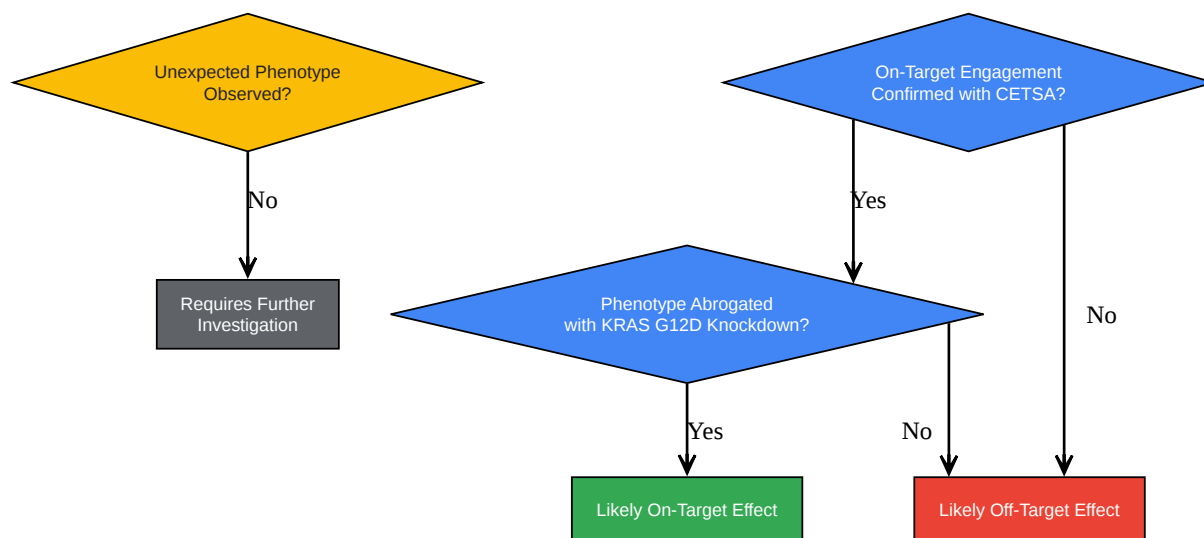 Unexpected Phenotype
Observed?
On-Target Engagement
Confirmed with CETSA?
No
Yes
Requires Further
Investigation
Phenotype Abrogated
with KRAS G12D Knockdown?
No
Yes
No
Likely On-Target Effect
Likely Off-Target Effect